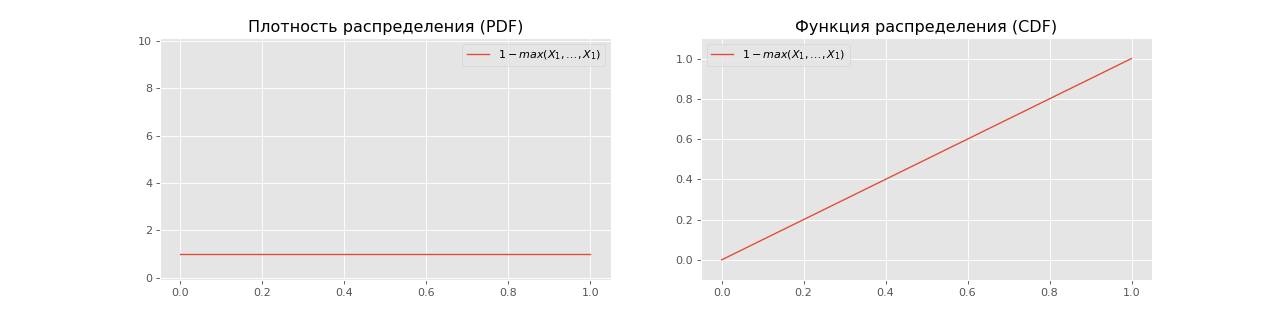 Плотность распределения (PDF)
10
8
6
4
2
0
0.0 0.2 0.4 0.6 0.8 1.0
1 − max(X₁, ..., X₁)
Функция распределения (CDF)
1.0
0.8
0.6
0.4
0.2
0.0
0.0 0.2 0.4 0.6 0.8 1.0
1 − max(X₁, ..., X₁)